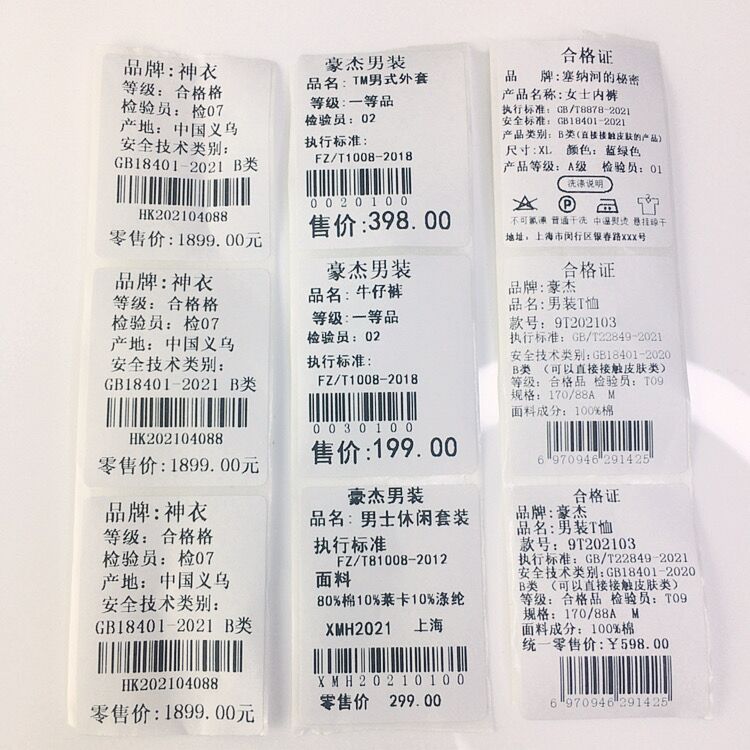 品牌:神衣
等级: 合格格
检验员: 检07
产地: 中国义乌
安全技术类别:
GB18401-2021 B类
HK202104088
零售价:1899.00元
品牌:神衣
等级: 合格格
检验员: 检07
产地: 中国义乌
安全技术类别:
GB18401-2021 B类
HK202104088
零售价:1899.00元
品牌:神衣
等级: 合格格
检验员: 检07
产地: 中国义乌
安全技术类别:
GB18401-2021 B类
HK202104088
零售价:1899.00元
豪杰男装
品名: TM男式外套
等级:一等品
检验员: 02
执行标准:
FZ/T1008-2018
0020100
售价:398.00
豪杰男装
品名: 牛仔裤
等级:一等品
检验员: 02
执行标准:
FZ/T1008-2018
0030100
售价:199.00
豪杰男装
品名: 男士休闲套装
执行标准
FZ/T81008-2012
面料
80%棉10%莱卡10%涤纶
XMH2021 上海
XMH20210100
零售价 299.00
合格证
品 牌:塞纳河的秘密
产品名称:女士内裤
执行标准: GB/T8878-2021
安全标准: GB18401-2021
产品类别: B类(直接接触皮肤的产品)
尺寸:XL 颜色: 蓝绿色
产品等级: A级 检验员: 01
洗涤说明
P
不可氯漂 普通干洗 中温熨烫 悬挂晾干
地址: 上海市闵行区银春路xxx号
合格证
品牌:豪杰
品名:男装T恤
款号: 9T202103
执行标准: GB/T22849-2021
安全技术类别:GB18401-2020
B类 (可以直接接触皮肤类)
等级: 合格品 检验员: T09
规格: 170/88A M
面料成分: 100%棉
6 970946 291425
合格证
品牌:豪杰
品名:男装T恤
款号: 9T202103
执行标准: GB/T22849-2021
安全技术类别:GB18401-2020
B类 (可以直接接触皮肤类)
等级: 合格品 检验员: T09
规格: 170/88A M
面料成分: 100%棉
统一零售价:¥598.00
6 970946 291425